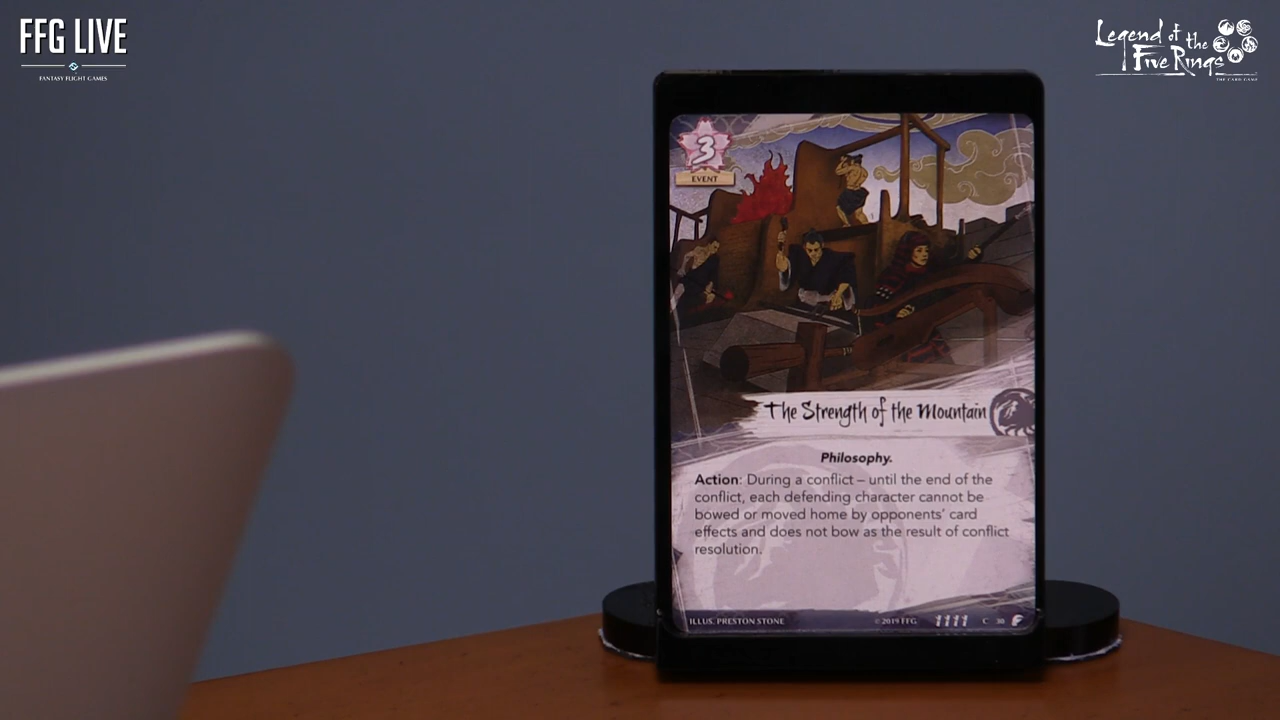 FFG LIVE
FANTASY FLIGHT GAMES
Legend of the
Five Rings
THE CARD GAME
3
EVENT
The Strength of the Mountain
Philosophy.
Action: During a conflict – until the end of the
conflict, each defending character cannot be
bowed or moved home by opponents' card
effects and does not bow as the result of conflict
resolution.
ILLUS. PRESTON STONE
© 2019 FFG
C